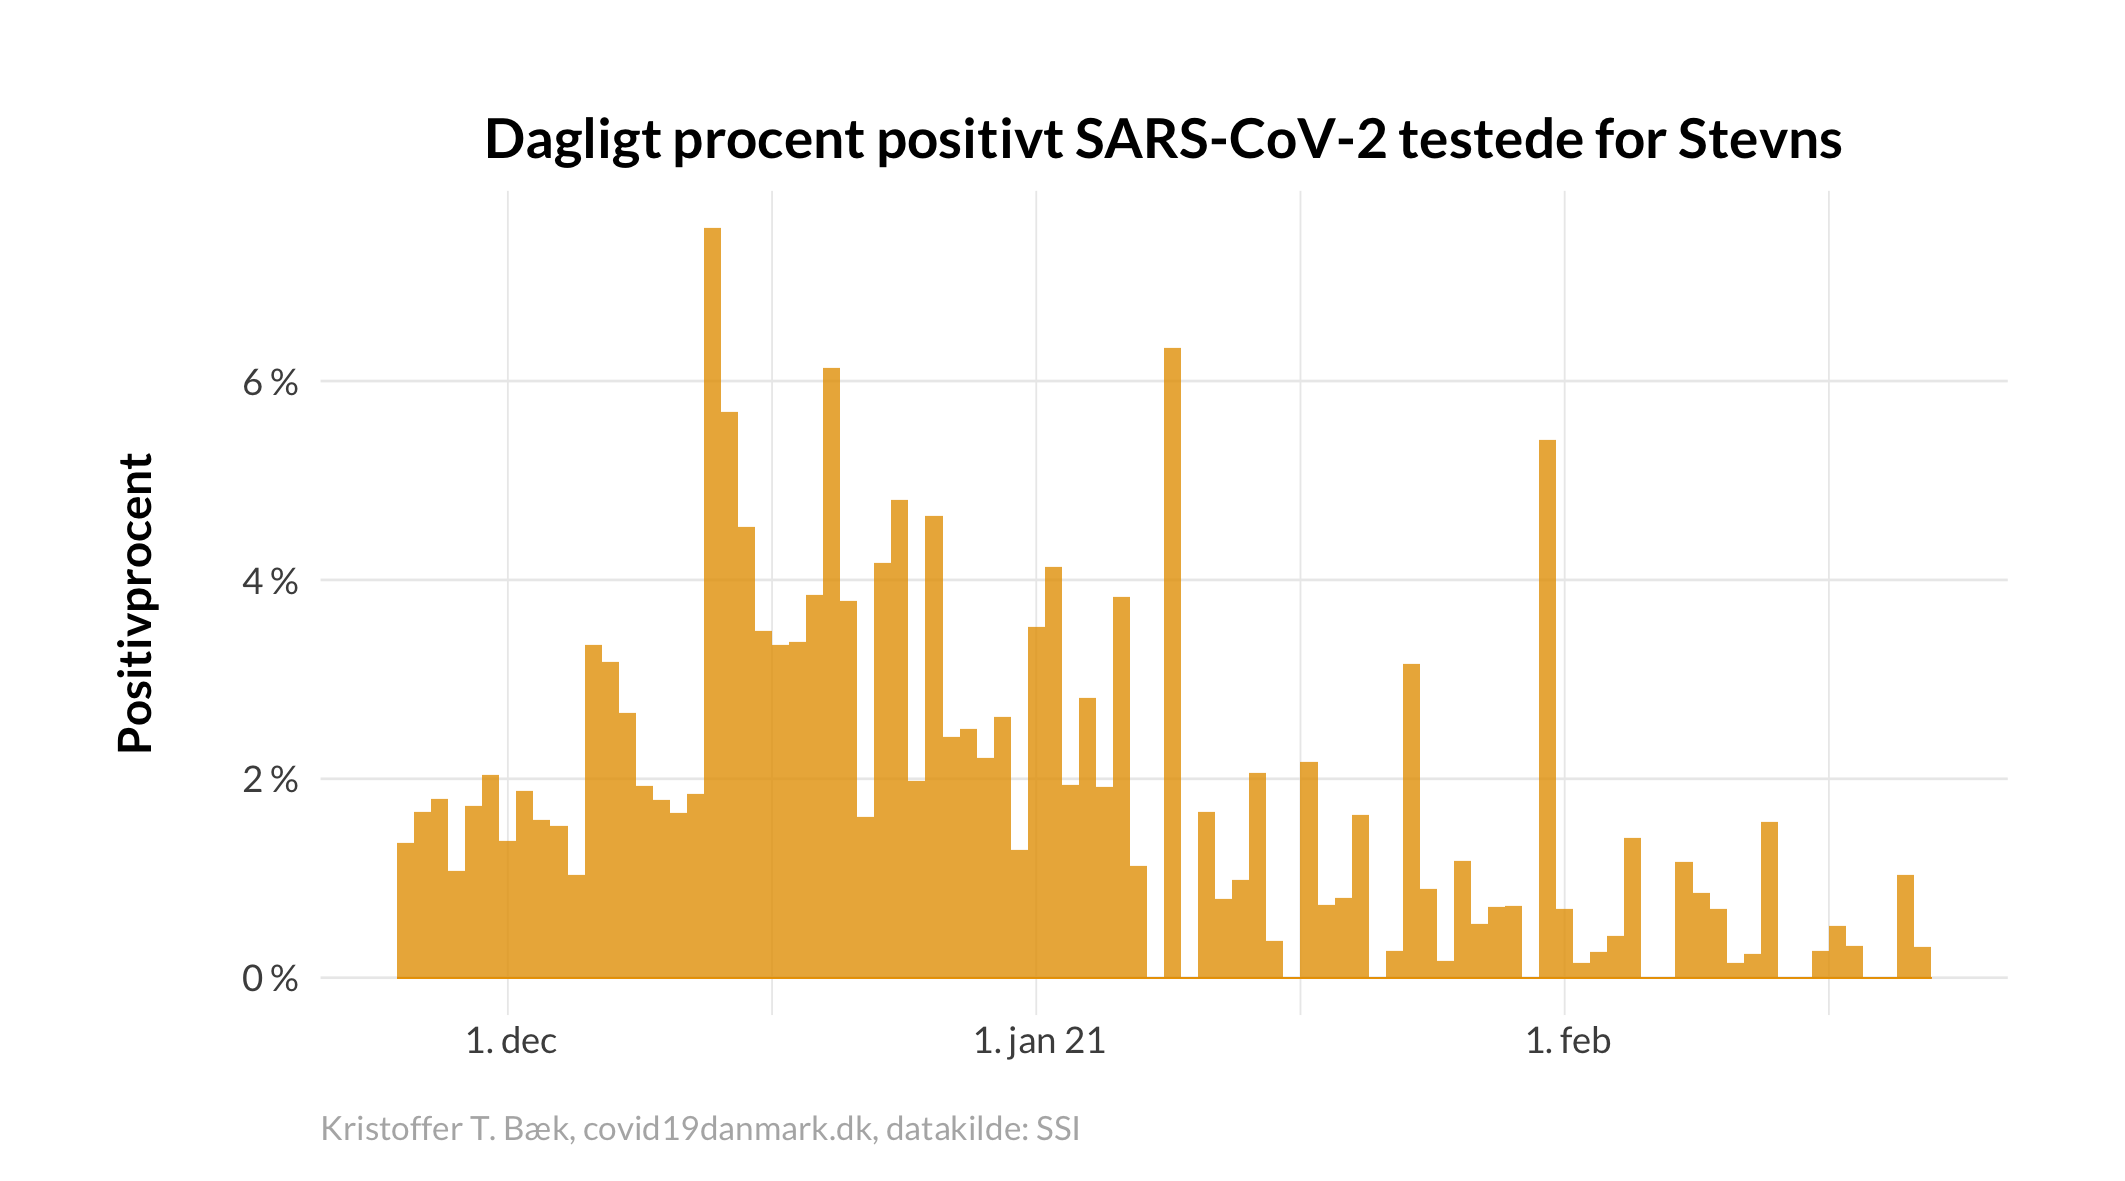 Dagligt procent positivt SARS-CoV-2 testede for Stevns
Positivprocent
6 %
4 %
2 %
0 %
1. dec
1. jan 21
1. feb
Kristoffer T. Bæk, covid19danmark.dk, datakilde: SSI